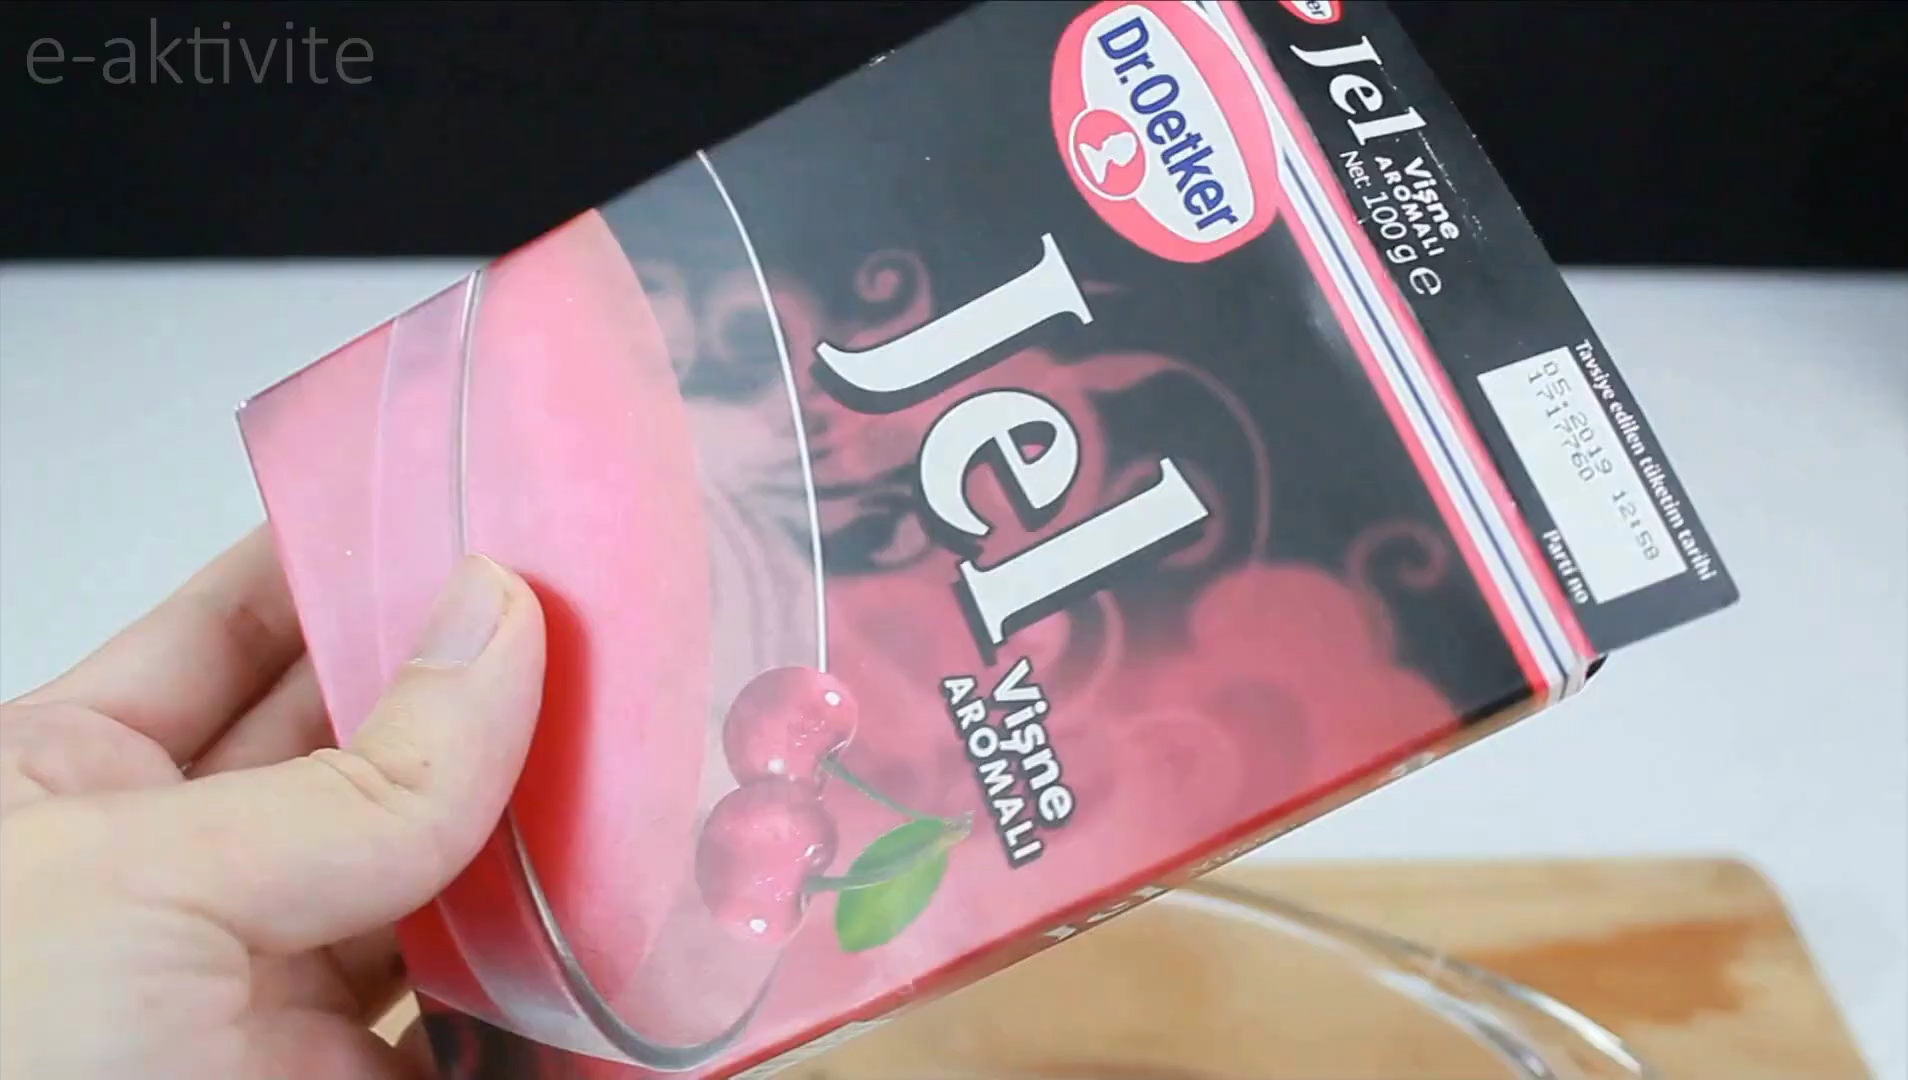 e-aktivite
Dr.Oetker
Jel
Vişne
AROMALI
Jel
Vişne
AROMALI
Net: 100 g e
Tavsiye edilen tüketim tarihi
05.2019 12:58
1717760
Parti no